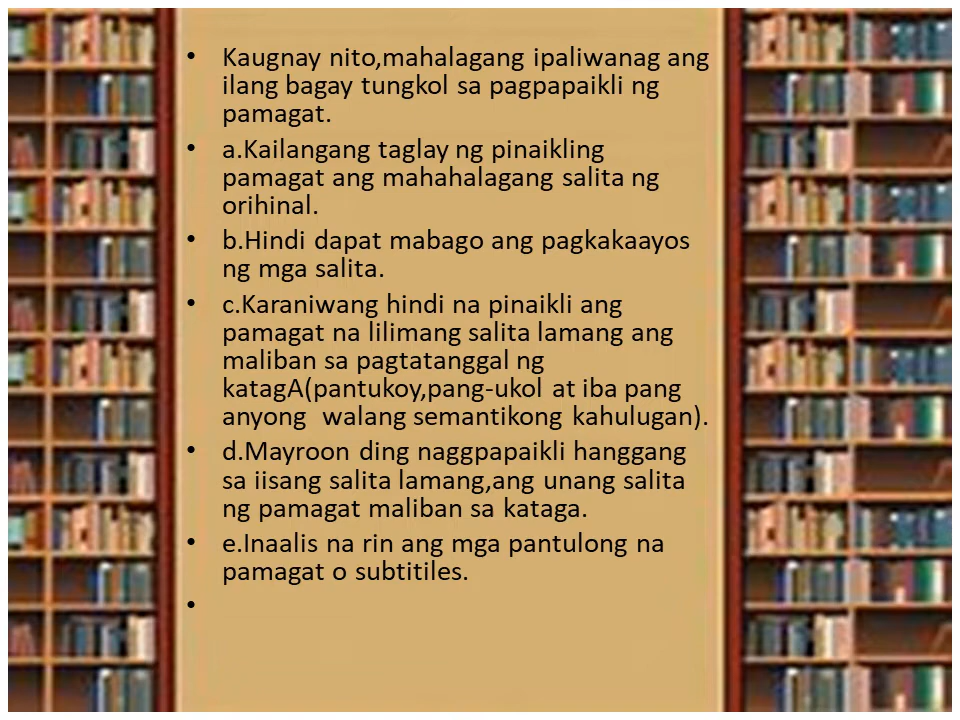 • Kaugnay nito,mahalagang ipaliwanag ang
ilang bagay tungkol sa pagpapaikli ng
pamagat.
• a.Kailangang taglay ng pinaikling
pamagat ang mahahalagang salita ng
orihinal.
• b.Hindi dapat mabago ang pagkakaayos
ng mga salita.
• c.Karaniwang hindi na pinaikli ang
pamagat na lilimang salita lamang ang
maliban sa pagtatanggal ng
katagA(pantukoy,pang-ukol at iba pang
anyong  walang semantikong kahulugan).
• d.Mayroon ding naggpapaikli hanggang
sa iisang salita lamang,ang unang salita
ng pamagat maliban sa kataga.
• e.Inaalis na rin ang mga pantulong na
pamagat o subtitiles.
•